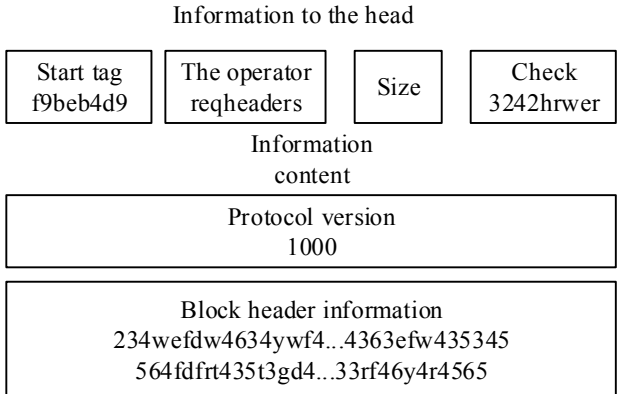 Information to the head
Start tag
f9beb4d9
The operator
reqheaders
Size
Check
3242hrwer
Information
content
Protocol version
1000
Block header information
234wefdw4634ywf4...4363efw435345
564fdfrt435t3gd4...33rf46y4r4565